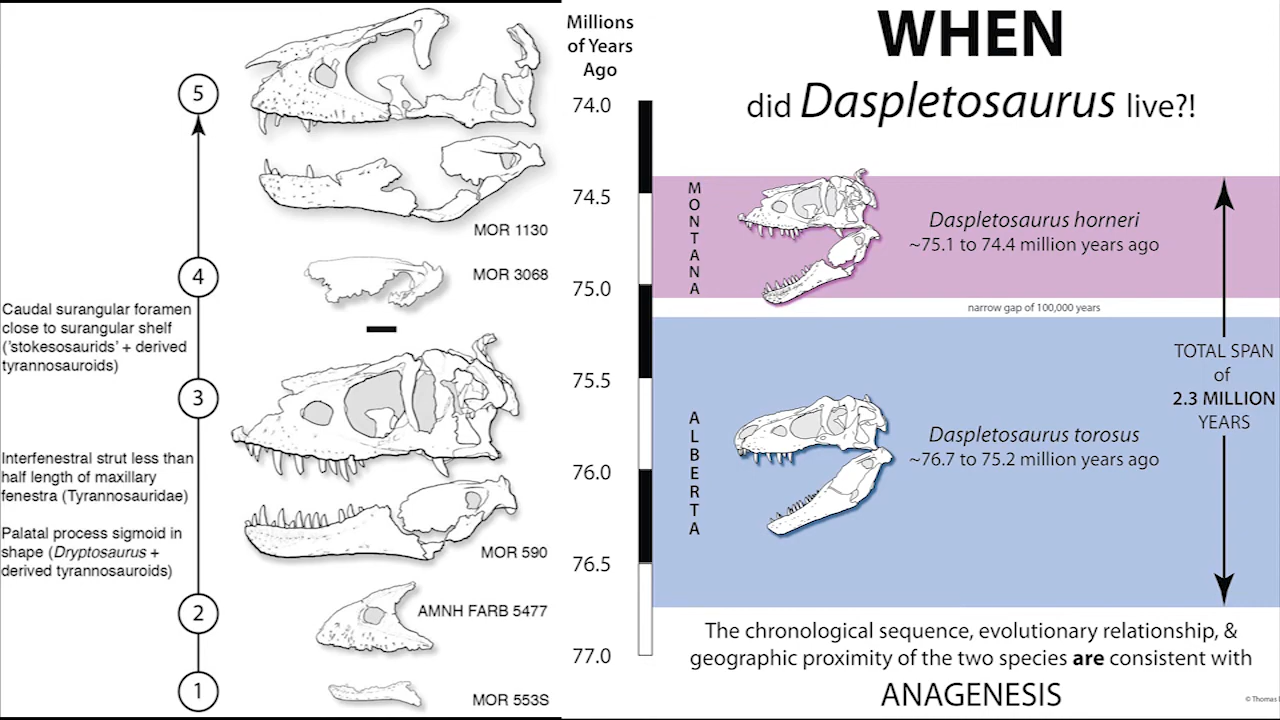 5
MOR 1130
4
MOR 3068
Caudal surangular foramen
close to surangular shelf
('stokesosaurids' + derived
tyrannosauroids)
3
Interfenestral strut less than
half length of maxillary
fenestra (Tyrannosauridae)
Palatal process sigmoid in
shape (Dryptosaurus +
derived tyrannosauroids)
MOR 590
2
AMNH FARB 5477
1
MOR 553S
Millions
of Years
Ago
74.0
74.5
75.0
75.5
76.0
76.5
77.0
WHEN
did Daspletosaurus live?!
MONTANA
Daspletosaurus horneri
~75.1 to 74.4 million years ago
narrow gap of 100,000 years
ALBERTA
Daspletosaurus torosus
~76.7 to 75.2 million years ago
TOTAL SPAN
of
2.3 MILLION
YEARS
The chronological sequence, evolutionary relationship, &
geographic proximity of the two species are consistent with
ANAGENESIS
© Thomas